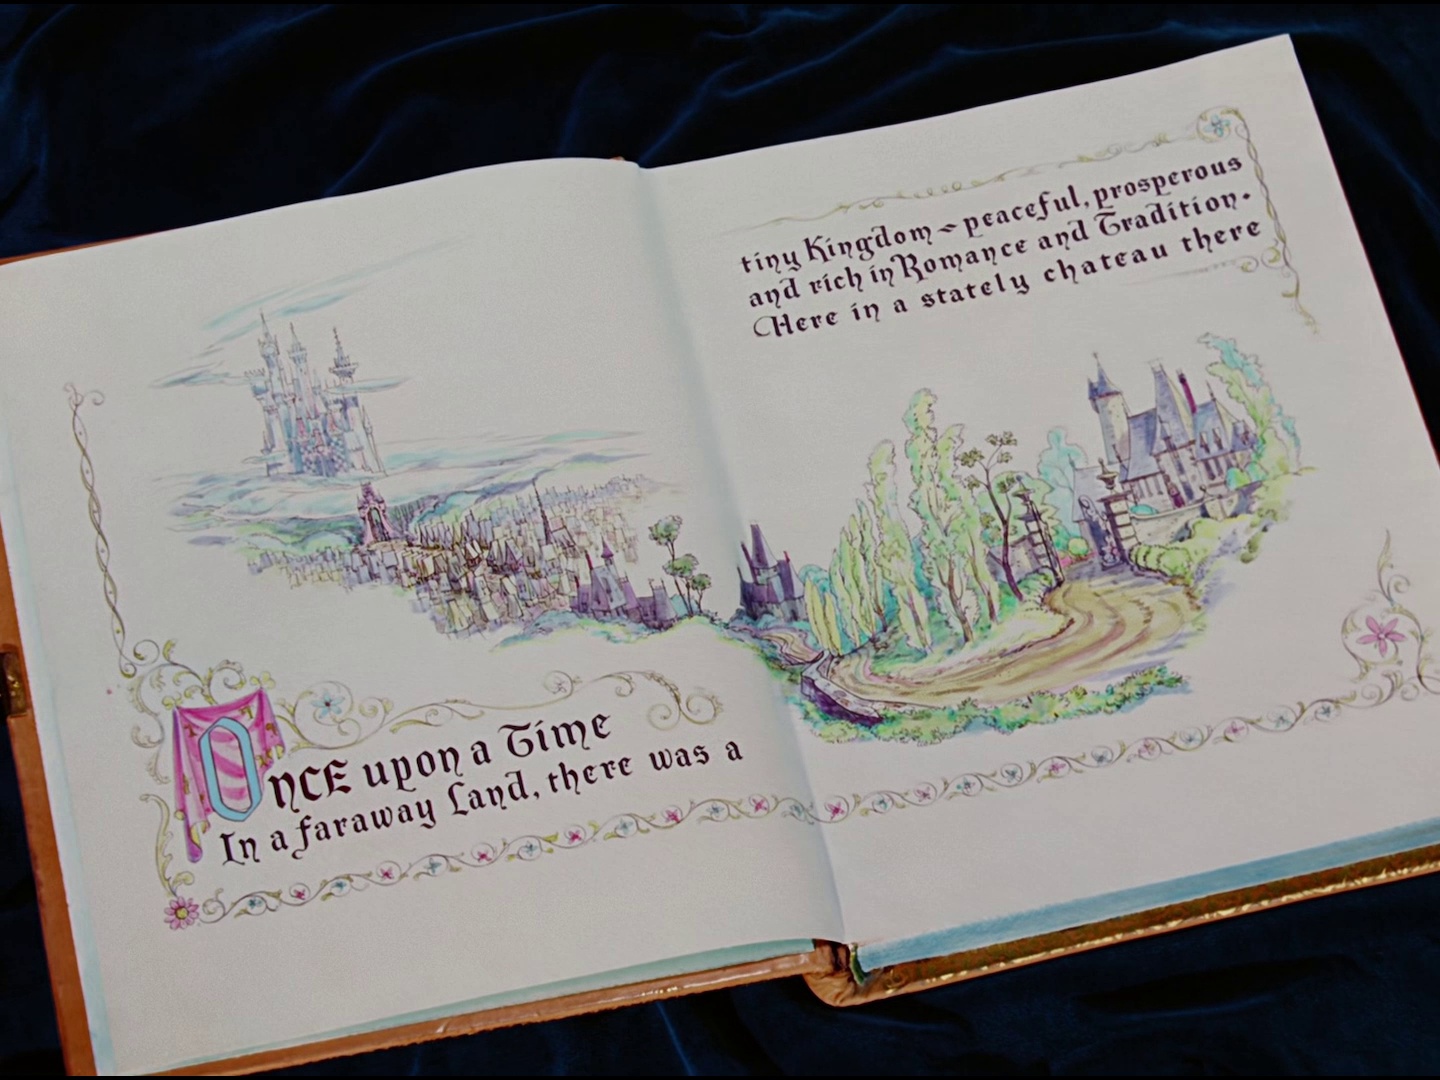 ONCE upon a Time
In a faraway Land, there was a
tiny Kingdom ~ peaceful, prosperous
and rich in Romance and Tradition.
Here in a stately chateau there